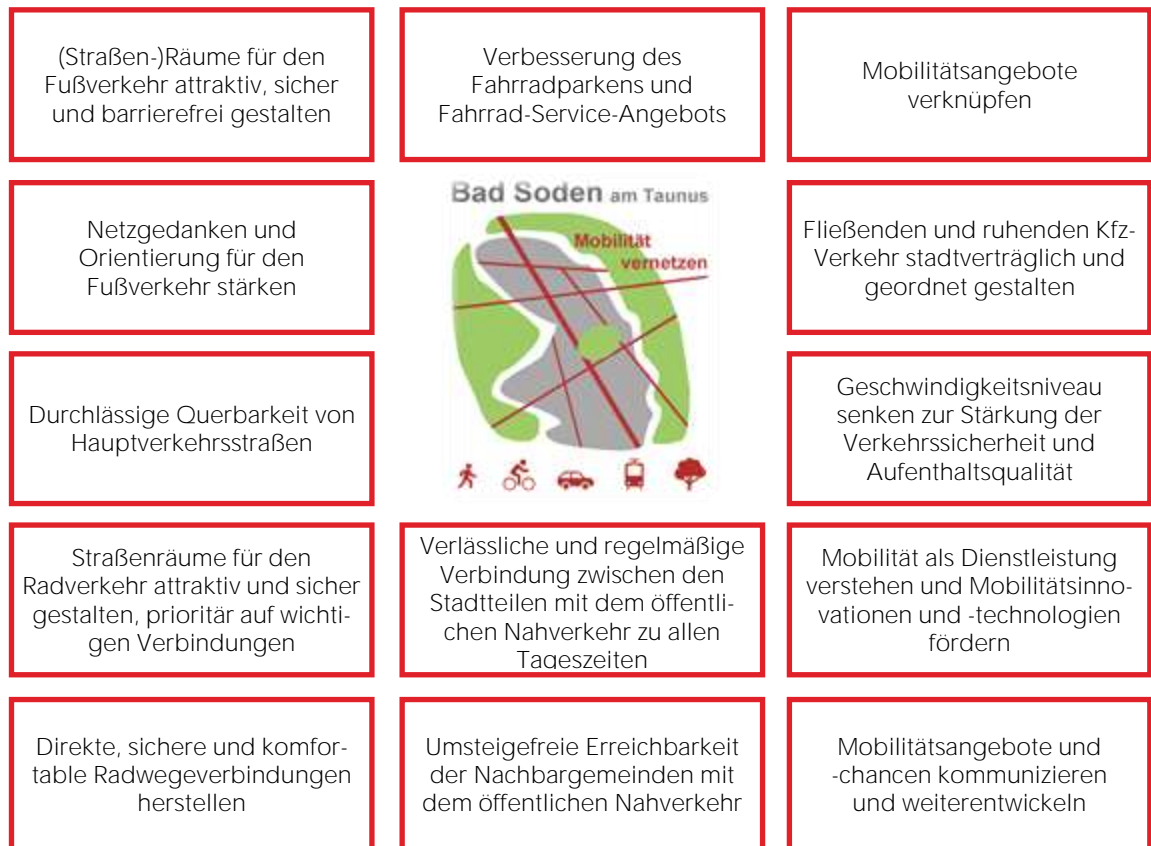 (Straßen-)Räume für den
Fußverkehr attraktiv, sicher
und barrierefrei gestalten
Verbesserung des
Fahrradparkens und
Fahrrad-Service-Angebots
Mobilitätsangebote
verknüpfen
Netzgedanken und
Orientierung für den
Fußverkehr stärken
Bad Soden am Taunus
Mobilität
vernetzen
Fließenden und ruhenden Kfz-
Verkehr stadtverträglich und
geordnet gestalten
Durchlässige Querbarkeit von
Hauptverkehrsstraßen
Geschwindigkeitsniveau
senken zur Stärkung der
Verkehrssicherheit und
Aufenthaltsqualität
Straßenräume für den
Radverkehr attraktiv und sicher
gestalten, prioritär auf wichti-
gen Verbindungen
Verlässliche und regelmäßige
Verbindung zwischen den
Stadtteilen mit dem öffentli-
chen Nahverkehr zu allen
Tageszeiten
Mobilität als Dienstleistung
verstehen und Mobilitätsinno-
vationen und -technologien
fördern
Direkte, sichere und komfor-
table Radwegeverbindungen
herstellen
Umsteigefreie Erreichbarkeit
der Nachbargemeinden mit
dem öffentlichen Nahverkehr
Mobilitätsangebote und
-chancen kommunizieren
und weiterentwickeln